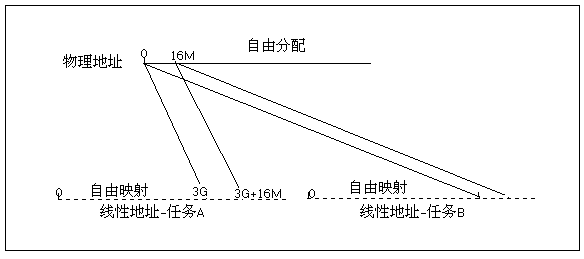 自由分配
物理地址 0 16M
自由映射 自由映射
0 3G 3G+16M 0
线性地址-任务A 线性地址-任务B